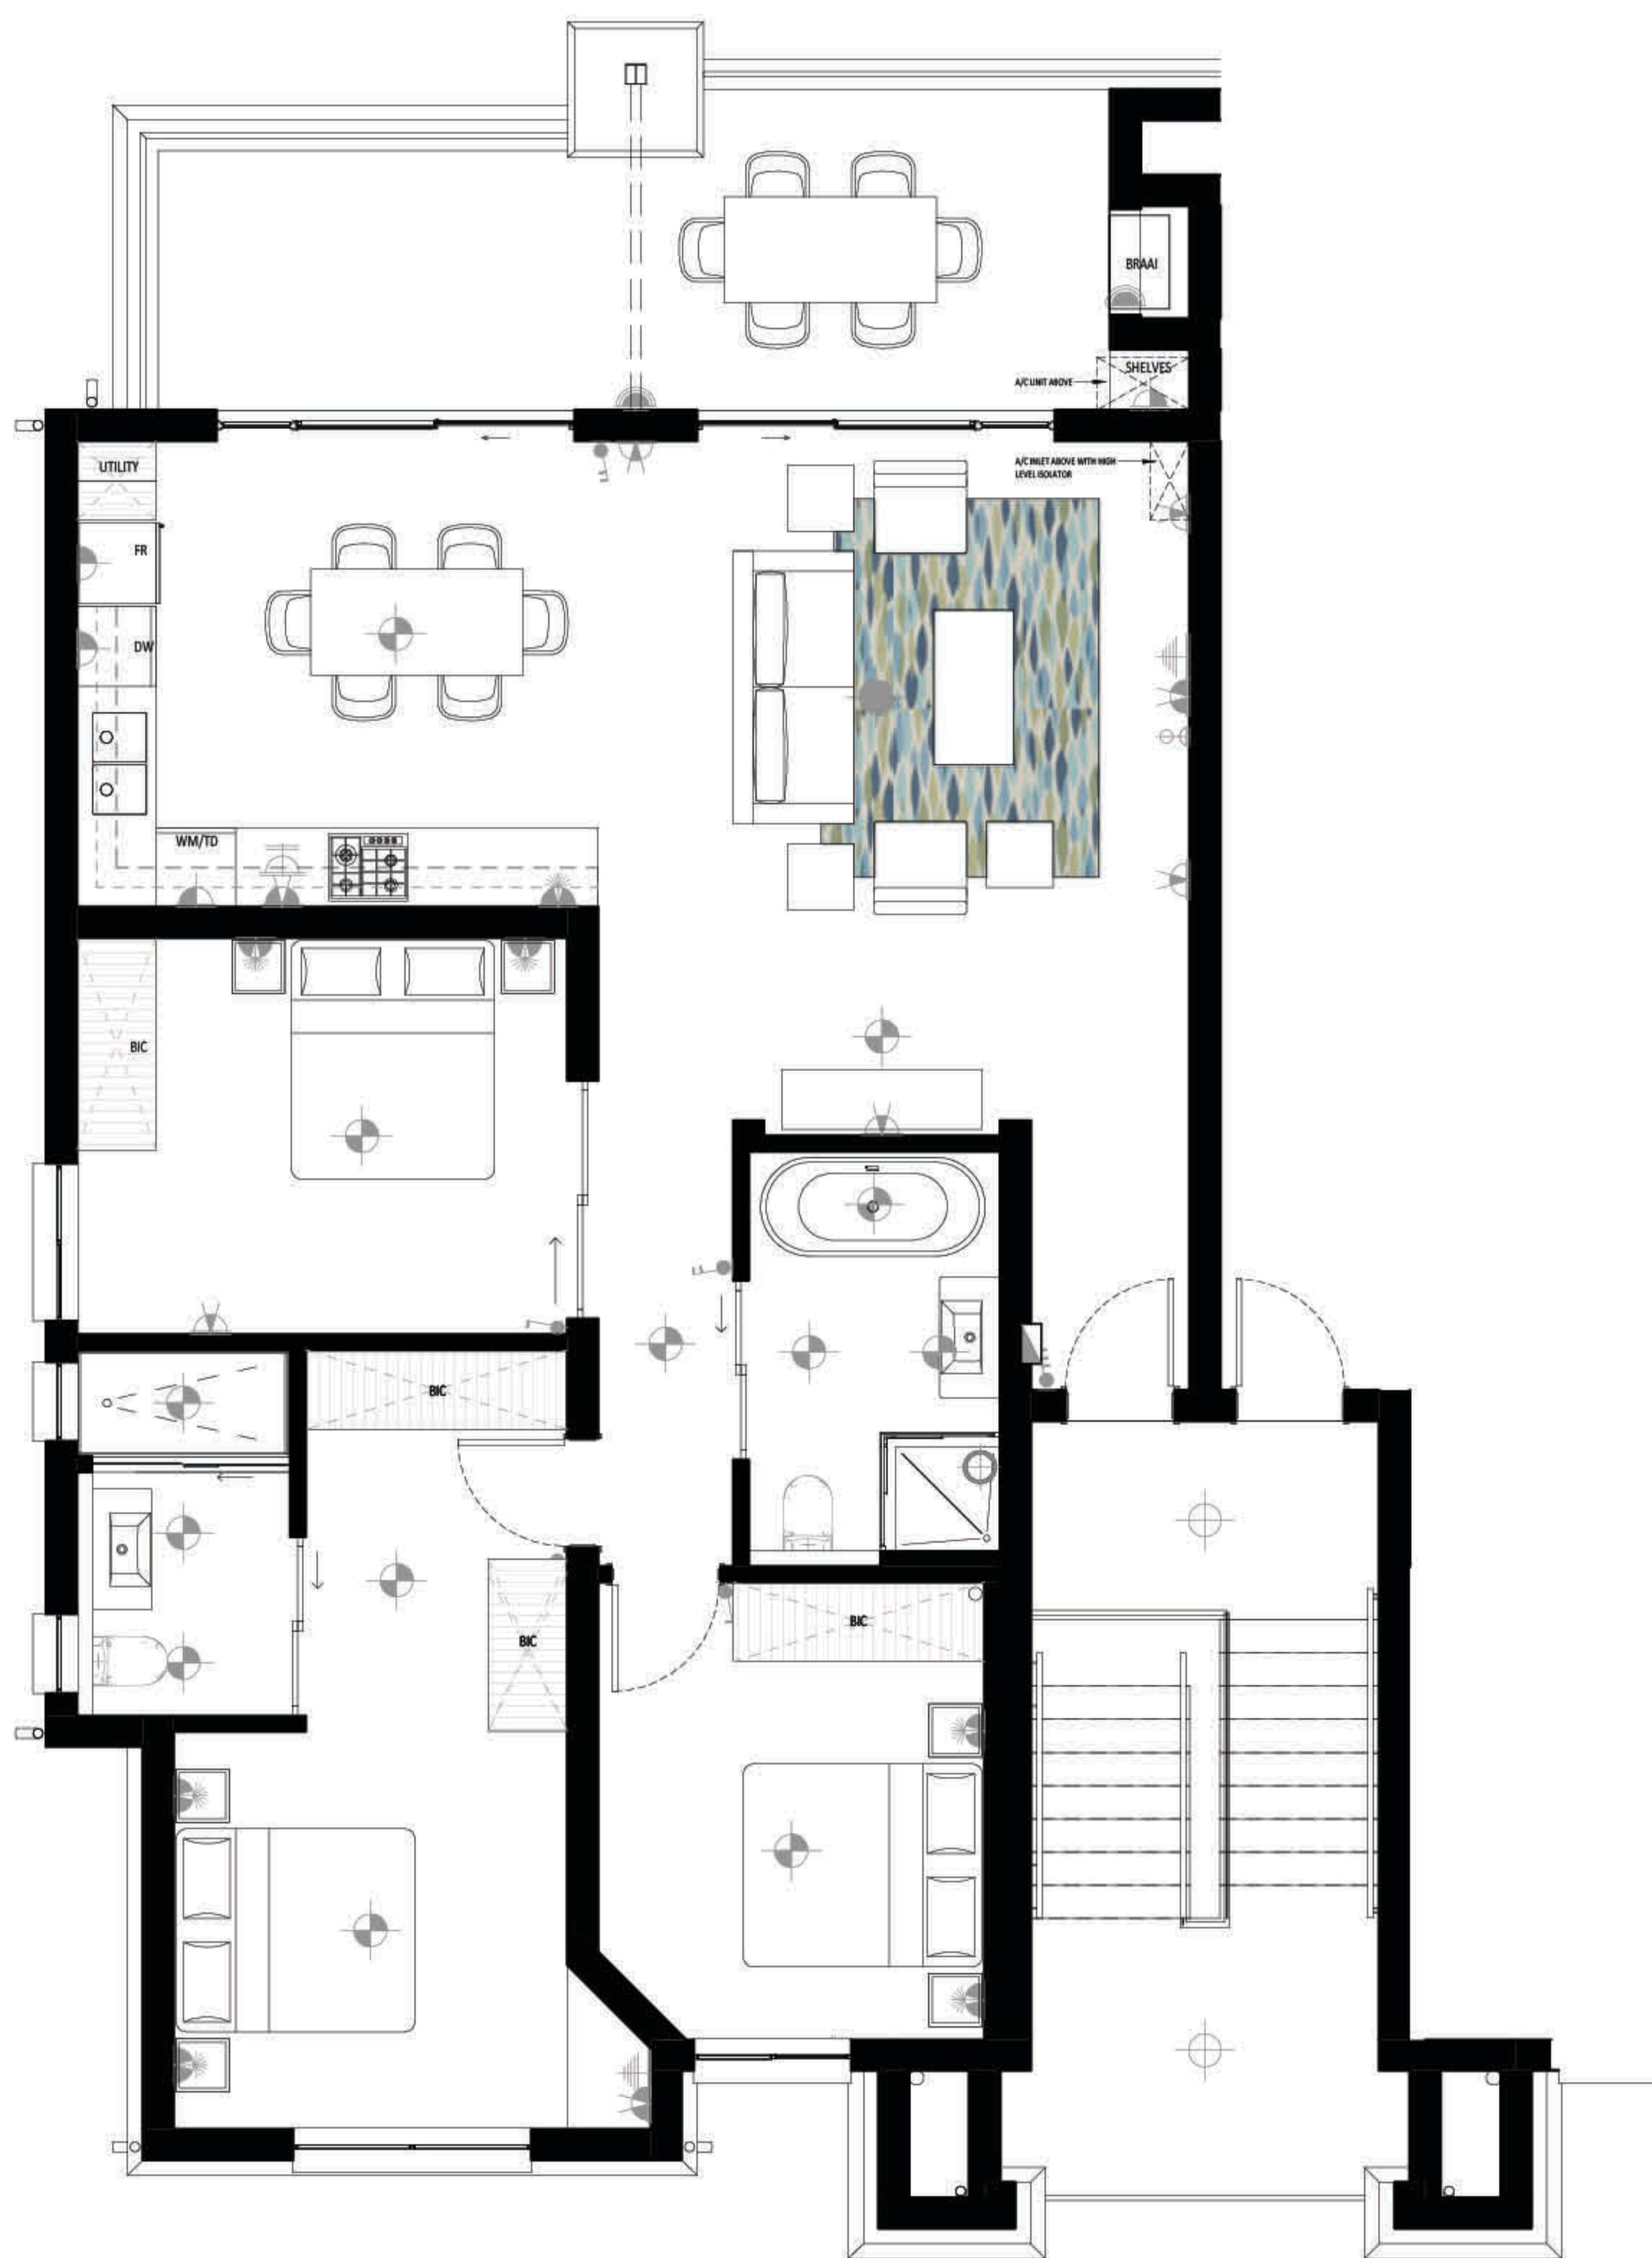 BRAAI
SHELVES
A/C UNIT ABOVE
UTILITY
A/C INLET ABOVE WITH HIGH
LEVEL ISOLATOR
FR
DW
WM/TD
BIC
BIC
BIC
BIC